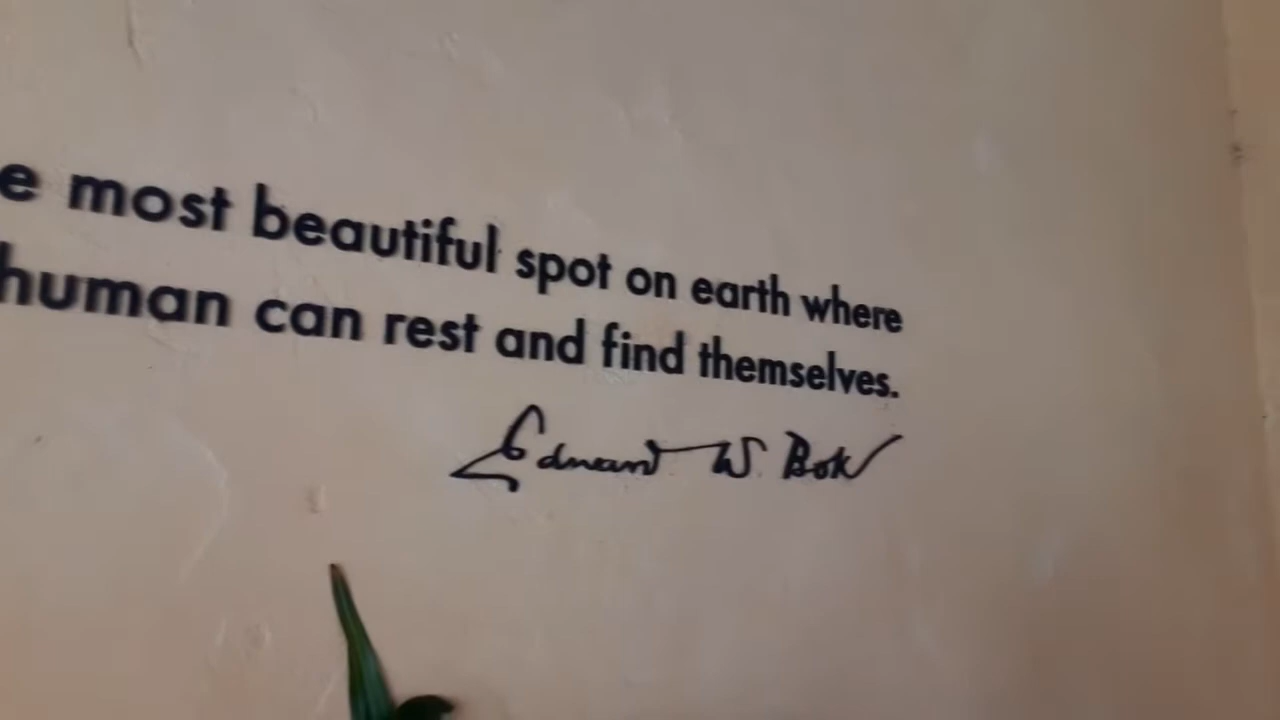 e most beautiful spot on earth where
human can rest and find themselves.
Edward W. Bok